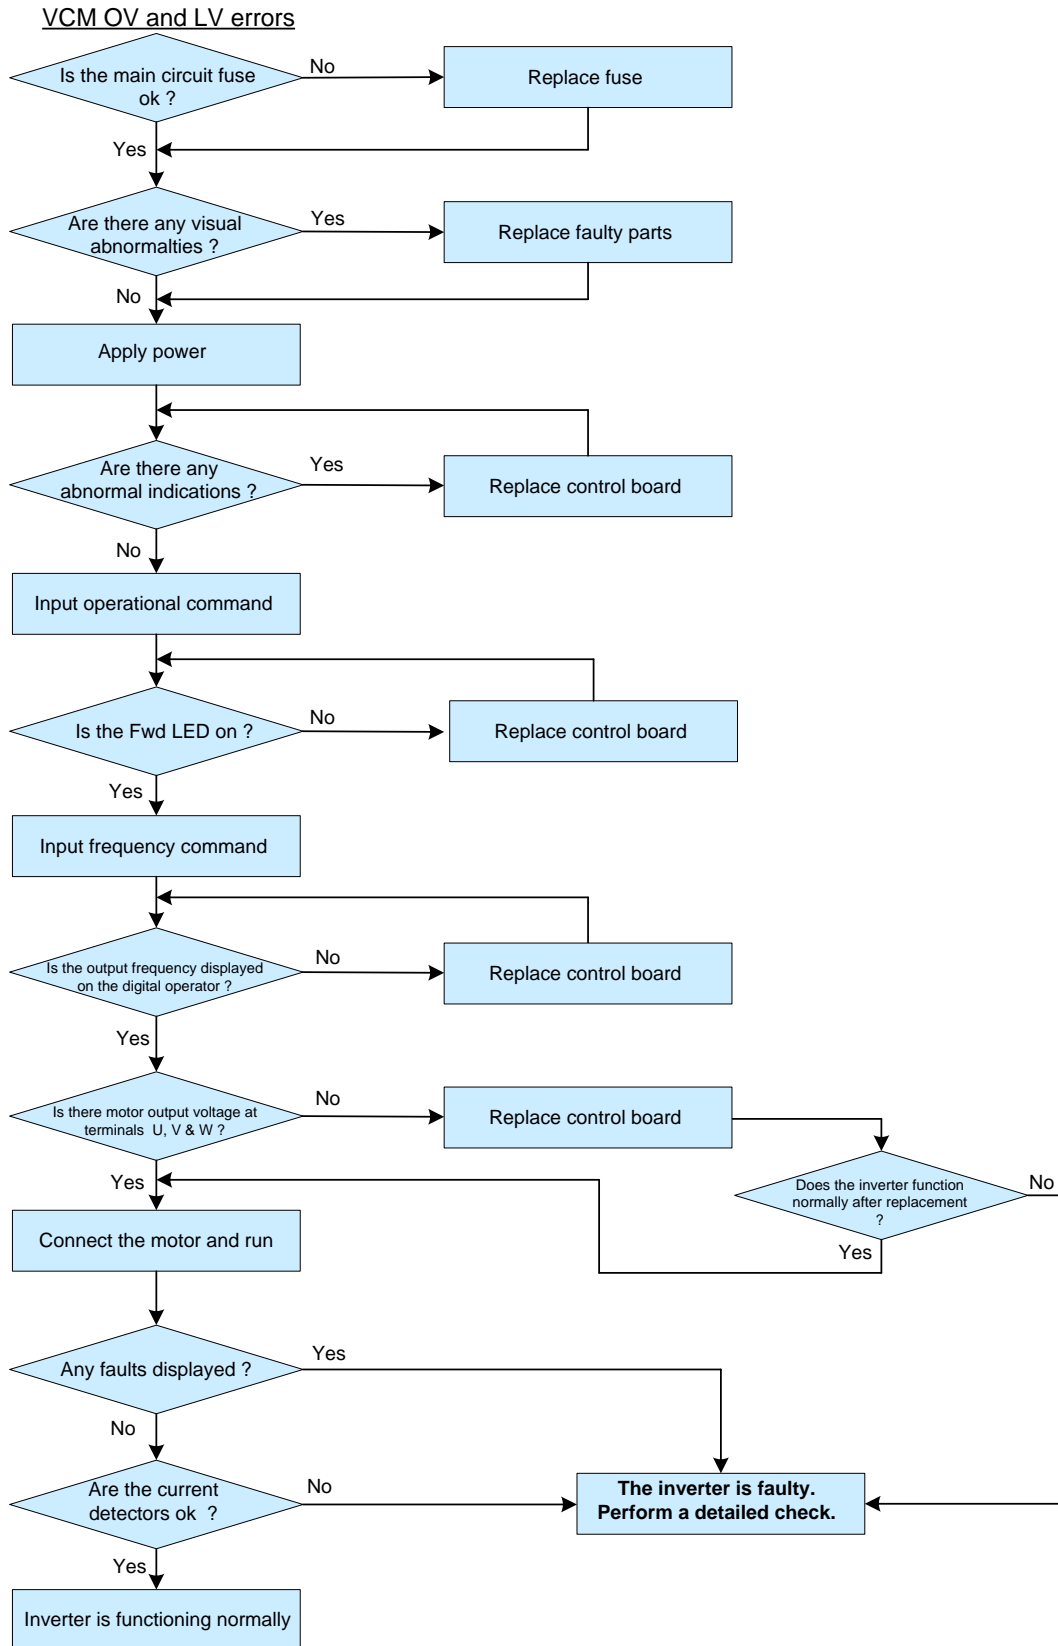 VCM OV and LV errors
Is the main circuit fuse
ok ?
No
Replace fuse
Yes
Are there any visual
abnormalties ?
Yes
Replace faulty parts
No
Apply power
Are there any
abnormal indications ?
Yes
Replace control board
No
Input operational command
Is the Fwd LED on ?
No
Replace control board
Yes
Input frequency command
Is the output frequency displayed
on the digital operator ?
No
Replace control board
Yes
Is there motor output voltage at
terminals U, V & W ?
No
Replace control board
Does the inverter function
normally after replacement
?
No
Yes
Yes
Connect the motor and run
Any faults displayed ?
Yes
No
Are the current
detectors ok ?
No
The inverter is faulty.
Perform a detailed check.
Yes
Inverter is functioning normally